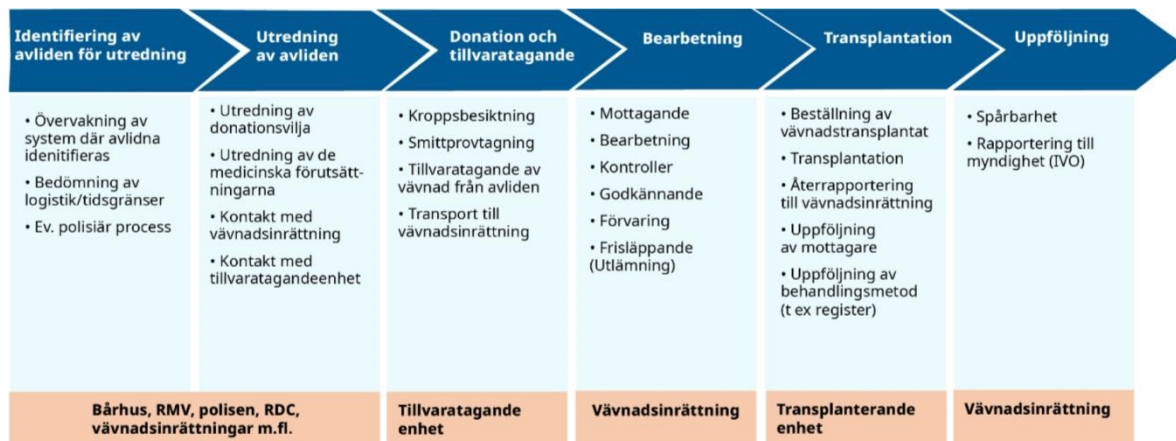 Identifiering av
avliden för utredning
Utredning
av avliden
Donation och
tillvaratagande
Bearbetning
Transplantation
Uppföljning
• Övervakning av
system där avlidna
idenitifieras
• Bedömning av
logistik/tidsgränser
• Ev. polisiär process
• Utredning av
donationsvilja
• Utredning av de
medicinska förutsätt-
ningarna
• Kontakt med
vävnadsinrättning
• Kontakt med
tillvaratagandeenhet
• Kroppsbesiktning
• Smittprovtagning
• Tillvaratagande av
vävnad från avliden
• Transport till
vävnadsinrättning
• Mottagande
• Bearbetning
• Kontroller
• Godkännande
• Förvaring
• Frisläppande
(Utlämning)
• Beställning av
vävnadstransplantat
• Transplantation
• Återrapportering
till vävnadsinrättning
• Uppföljning
av mottagare
• Uppföljning av
behandlingsmetod
(t ex register)
• Spårbarhet
• Rapportering till
myndighet (IVO)
Bårhus, RMV, polisen, RDC,
vävnadsinrättningar m.fl.
Tillvaratagande
enhet
Vävnadsinrättning
Transplanterande
enhet
Vävnadsinrättning